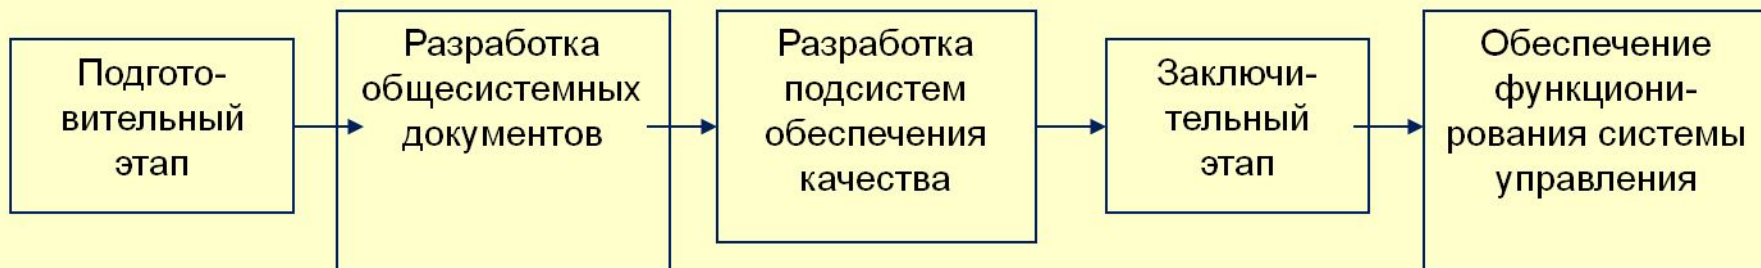 Подгото-
вительный
этап
Разработка
общесистемных
документов
Разработка
подсистем
обеспечения
качества
Заключи-
тельный
этап
Обеспечение
функциони-
рования системы
управления